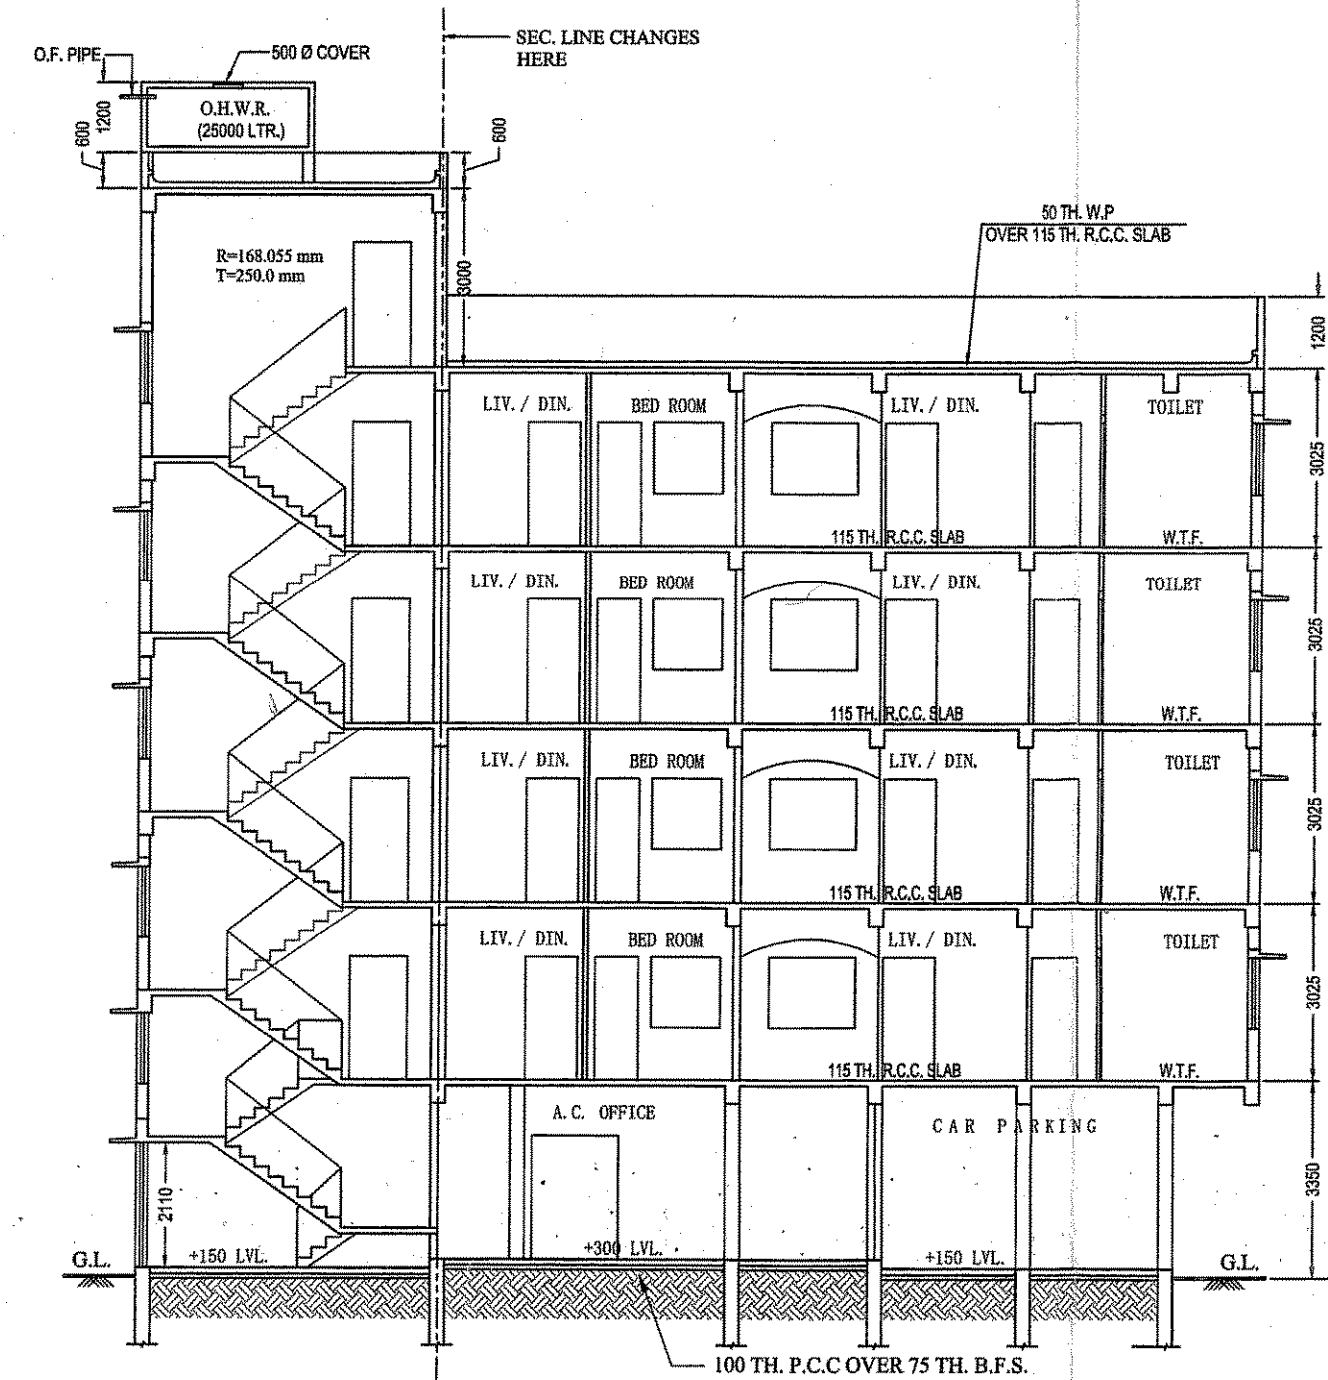 SEC. LINE CHANGES
HERE
O.F. PIPE
500 Ø COVER
O.H.W.R.
(25000 LTR.)
1200
600
600
50 TH. W.P
OVER 115 TH. R.C.C. SLAB
R=168.055 mm
T=250.0 mm
3000
1200
LIV. / DIN.
BED ROOM
LIV. / DIN.
TOILET
3025
115 TH. R.C.C. SLAB
W.T.F.
LIV. / DIN.
BED ROOM
LIV. / DIN.
TOILET
3025
115 TH. R.C.C. SLAB
W.T.F.
LIV. / DIN.
BED ROOM
LIV. / DIN.
TOILET
3025
115 TH. R.C.C. SLAB
W.T.F.
LIV. / DIN.
BED ROOM
LIV. / DIN.
TOILET
3025
115 TH. R.C.C. SLAB
W.T.F.
A.C. OFFICE
CAR PARKING
2110
3350
+150 LVL.
+300 LVL.
+150 LVL.
G.L.
G.L.
100 TH. P.C.C OVER 75 TH. B.F.S.